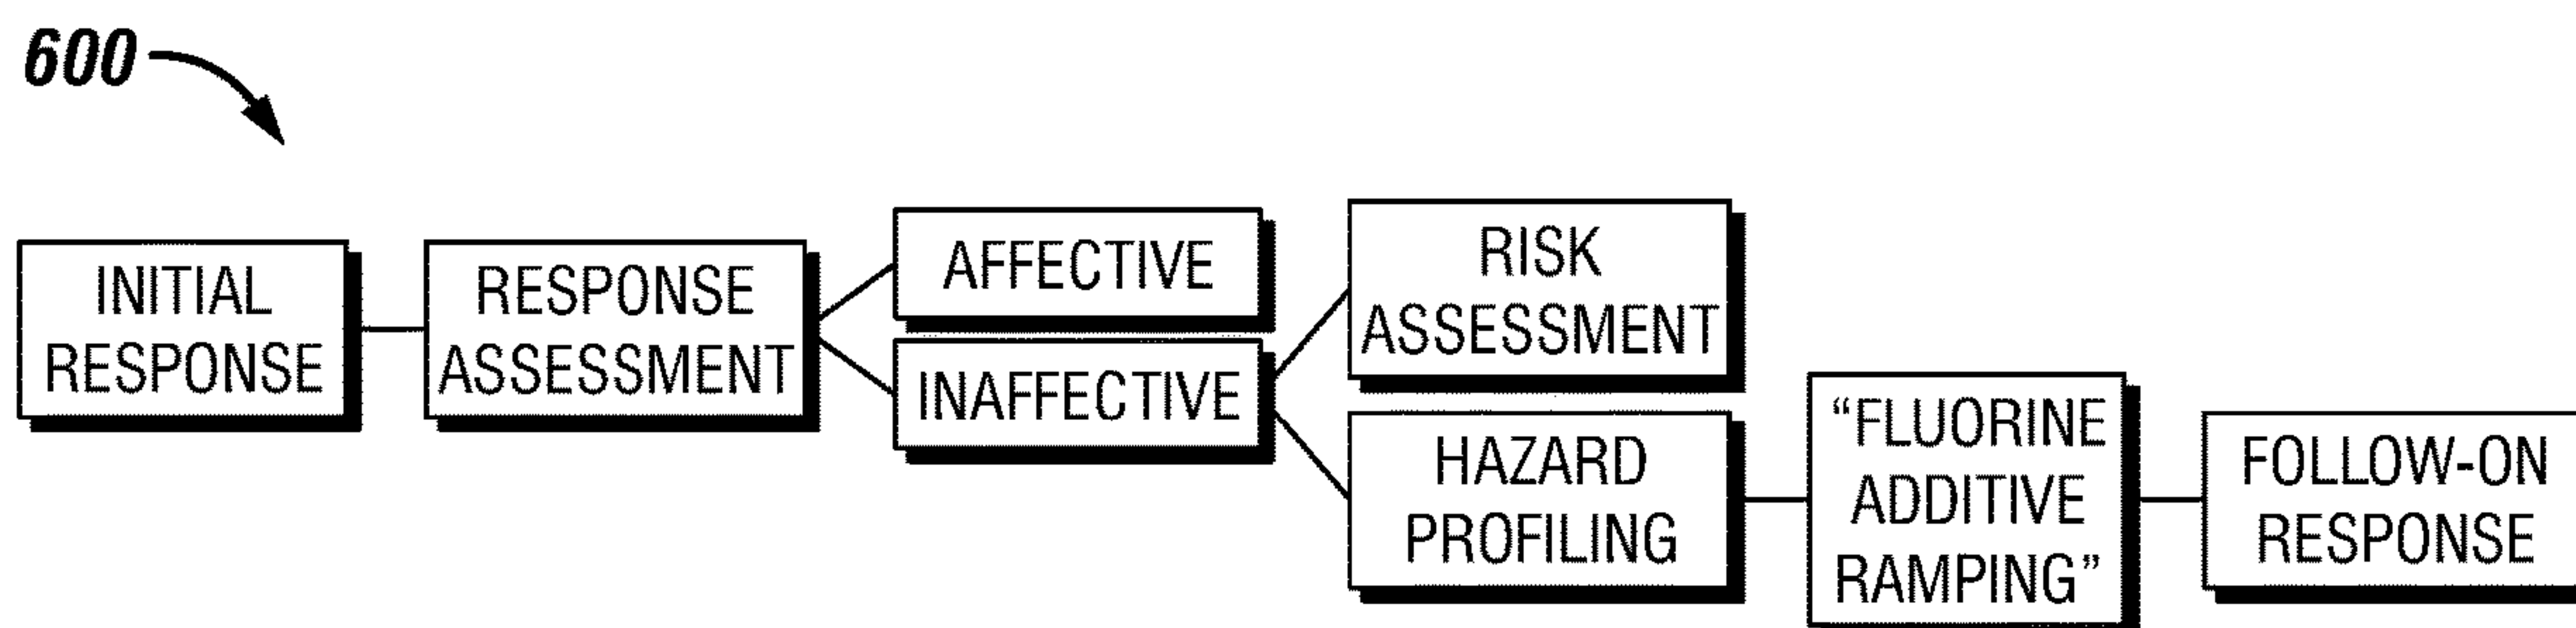 600
INITIAL
RESPONSE
RESPONSE
ASSESSMENT
AFFECTIVE
INAFFECTIVE
RISK
ASSESSMENT
HAZARD
PROFILING
“FLUORINE
ADDITIVE
RAMPING”
FOLLOW-ON
RESPONSE